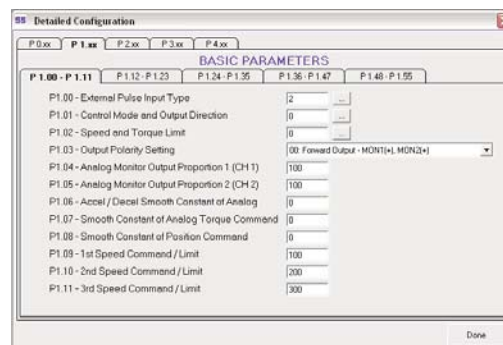 SS Detailed Configuration
P 0.xx P 1.xx P 2.xx P 3.xx P 4.xx
BASIC PARAMETERS
P 1.00 - P 1.11 P 1.12 - P 1.23 P 1.24 - P 1.35 P 1.36 - P 1.47 P 1.48 - P 1.55
P1.00 - External Pulse Input Type 2 ...
P1.01 - Control Mode and Output Direction 0 ...
P1.02 - Speed and Torque Limit 0 ...
P1.03 - Output Polarity Setting 00: Forward Output - MON1(+), MON2(+)
P1.04 - Analog Monitor Output Proportion 1 (CH 1) 100
P1.05 - Analog Monitor Output Proportion 2 (CH 2) 100
P1.06 - Accel / Decel Smooth Constant of Analog 0
P1.07 - Smooth Constant of Analog Torque Command 0
P1.08 - Smooth Constant of Position Command 0
P1.09 - 1st Speed Command / Limit 100
P1.10 - 2nd Speed Command / Limit 200
P1.11 - 3rd Speed Command / Limit 300
Done